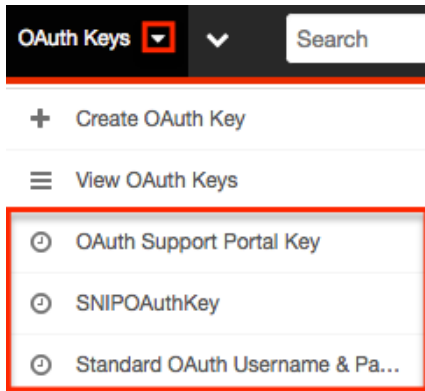 OAuth Keys Search
Create OAuth Key
View OAuth Keys
OAuth Support Portal Key
SNIPOAuthKey
Standard OAuth Username & Pa...